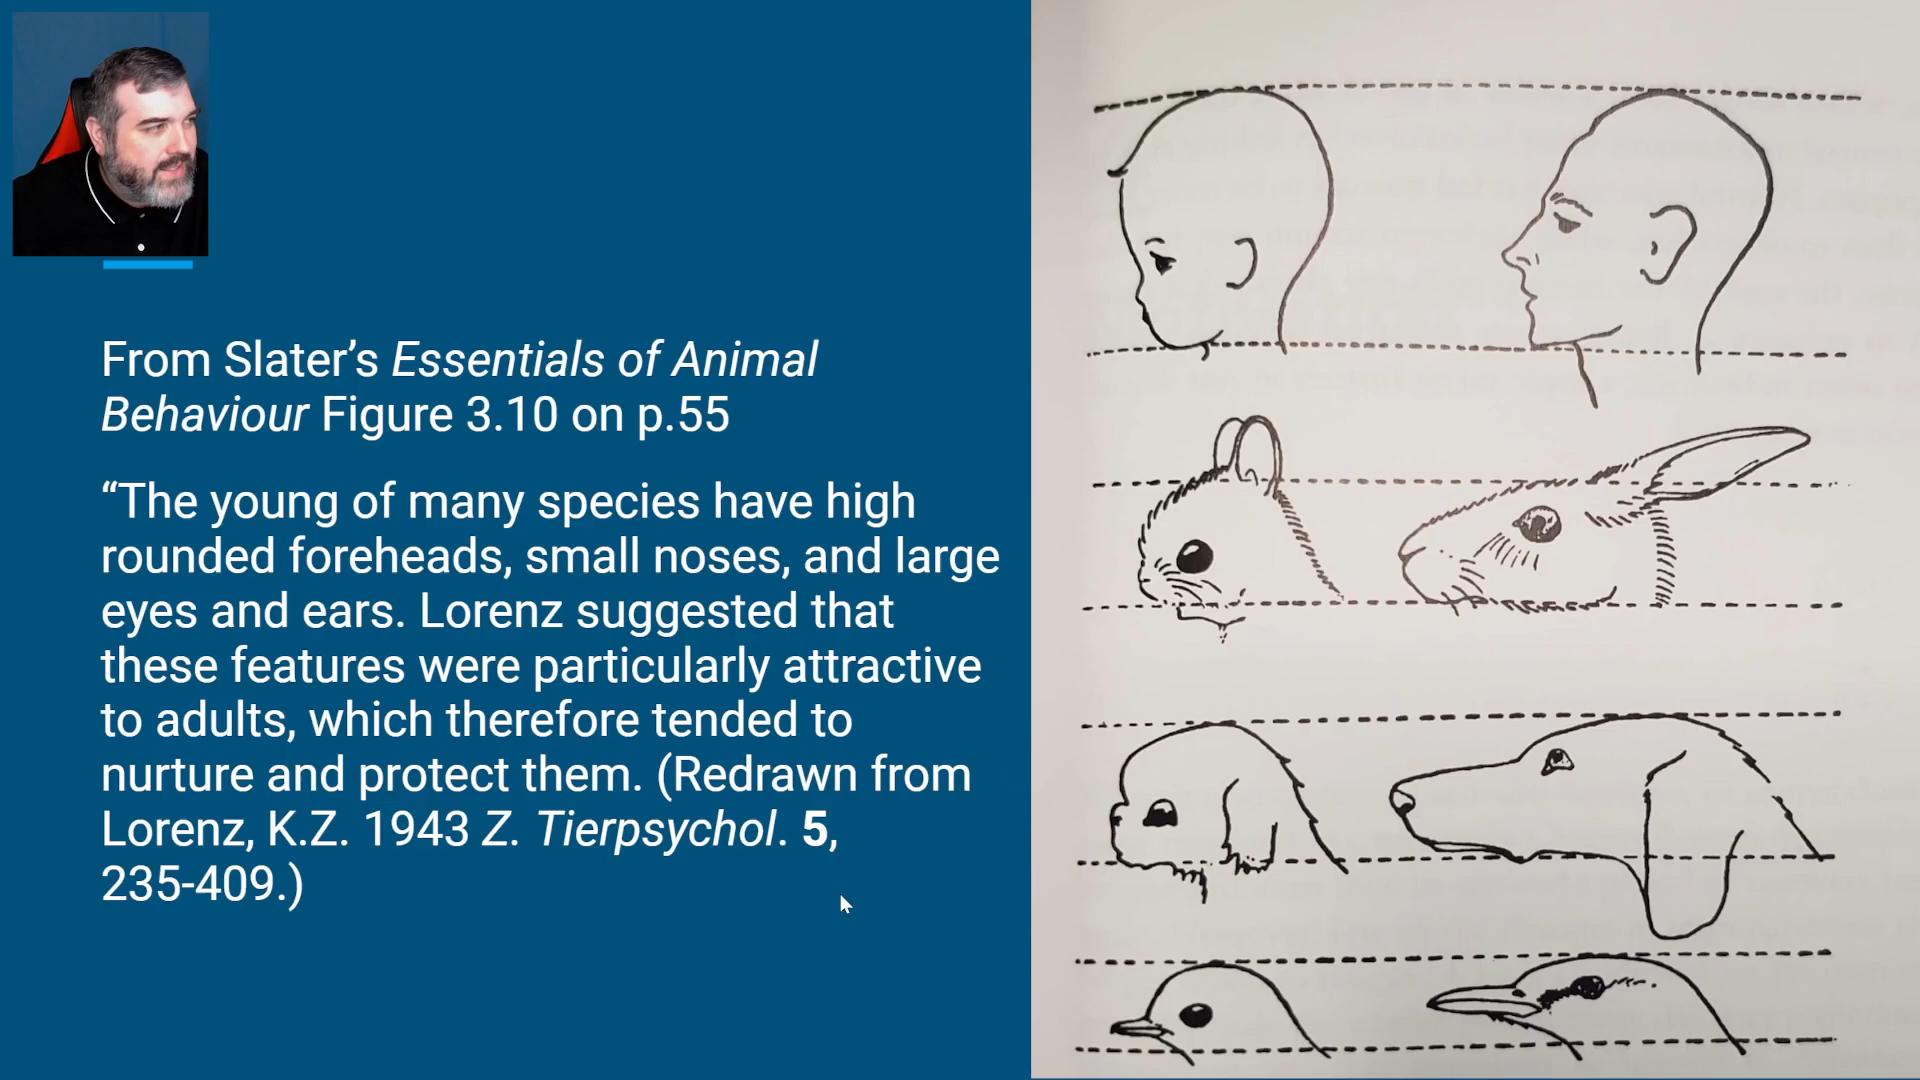 From Slater’s Essentials of Animal
Behaviour Figure 3.10 on p.55
“The young of many species have high
rounded foreheads, small noses, and large
eyes and ears. Lorenz suggested that
these features were particularly attractive
to adults, which therefore tended to
nurture and protect them. (Redrawn from
Lorenz, K.Z. 1943 Z. Tierpsychol. 5,
235-409.)